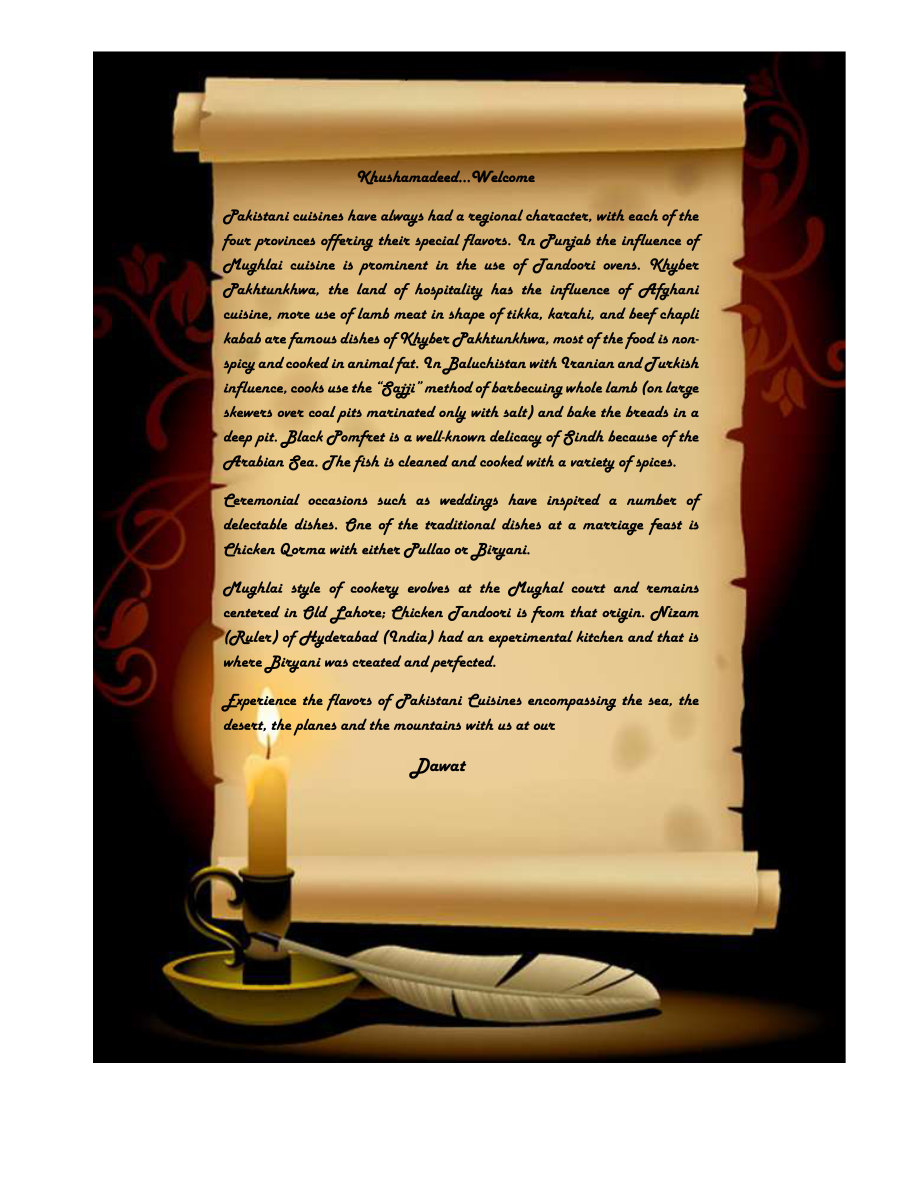 Khushamadeed...Welcome
Pakistani cuisines have always had a regional character, with each of the
four provinces offering their special flavors. In Punjab the influence of
Mughlai cuisine is prominent in the use of Tandoori ovens. Khyber
Pakhtunkhwa, the land of hospitality has the influence of Afghani
cuisine, more use of lamb meat in shape of tikka, karahi, and beef chapli
kabab are famous dishes of Khyber Pakhtunkhwa, most of the food is non-
spicy and cooked in animal fat. In Baluchistan with Iranian and Turkish
influence, cooks use the “Sajji” method of barbecuing whole lamb (on large
skewers over coal pits marinated only with salt) and bake the breads in a
deep pit. Black Pomfret is a well-known delicacy of Sindh because of the
Arabian Sea. The fish is cleaned and cooked with a variety of spices.
Ceremonial occasions such as weddings have inspired a number of
delectable dishes. One of the traditional dishes at a marriage feast is
Chicken Qorma with either Pullao or Biryani.
Mughlai style of cookery evolves at the Mughal court and remains
centered in Old Lahore; Chicken Tandoori is from that origin. Nizam
(Ruler) of Hyderabad (India) had an experimental kitchen and that is
where Biryani was created and perfected.
Experience the flavors of Pakistani Cuisines encompassing the sea, the
desert, the planes and the mountains with us at our
Dawat